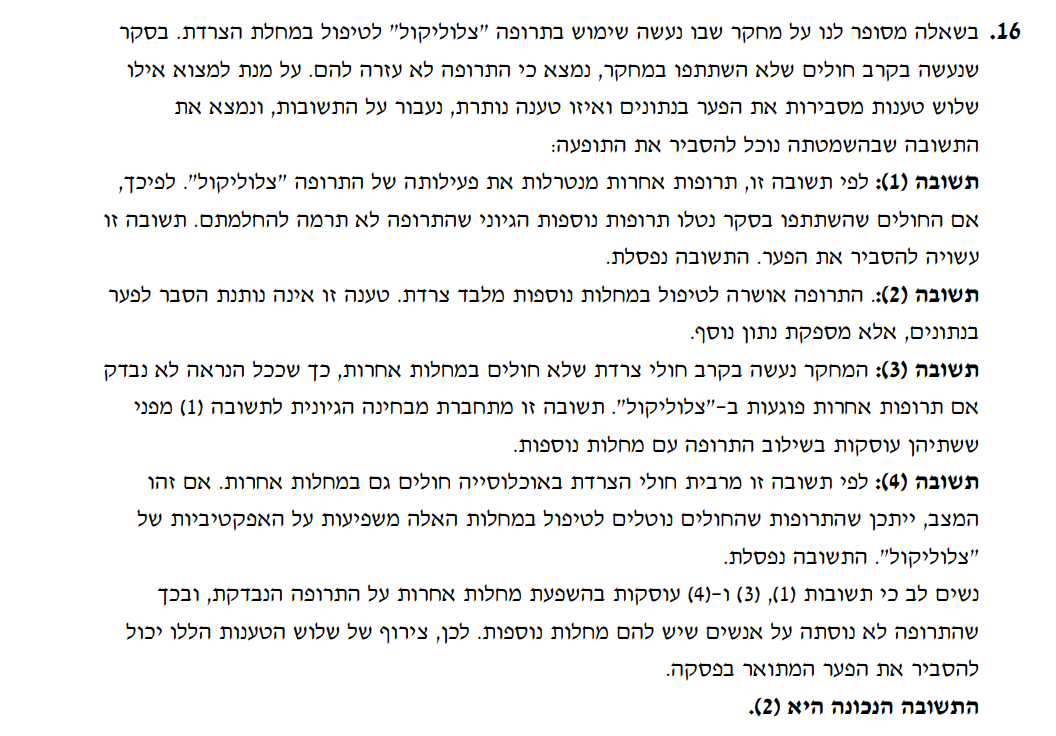 16. בשאלה מסופר לנו על מחקר שבו נעשה שימוש בתרופה "צלוליקול" לטיפול במחלת הצרדת. בסקר
שנעשה בקרב חולים שלא השתתפו במחקר, נמצא כי התרופה לא עזרה להם. על מנת למצוא אילו
שלוש טענות מסבירות את הפער בנתונים ואיזו טענה נותרת, נעבור על התשובות, ונמצא את
התשובה שבהשמטתה נוכל להסביר את התופעה:
תשובה (1): לפי תשובה זו, תרופות אחרות מנטרלות את פעילותה של התרופה "צלוליקול". לפיכך,
אם החולים שהשתתפו בסקר נטלו תרופות נוספות הגיוני שהתרופה לא תרמה להחלמתם. תשובה זו
עשויה להסביר את הפער. התשובה נפסלת.
תשובה (2):. התרופה אושרה לטיפול במחלות נוספות מלבד צרדת. טענה זו אינה נותנת הסבר לפער
בנתונים, אלא מספקת נתון נוסף.
תשובה (3): המחקר נעשה בקרב חולי צרדת שלא חולים במחלות אחרות, כך שככל הנראה לא נבדק
אם תרופות אחרות פוגעות ב-"צלוליקול". תשובה זו מתחברת מבחינה הגיונית לתשובה (1) מפני
ששתיהן עוסקות בשילוב התרופה עם מחלות נוספות.
תשובה (4): לפי תשובה זו מרבית חולי הצרדת באוכלוסייה חולים גם במחלות אחרות. אם זהו
המצב, ייתכן שהתרופות שהחולים נוטלים לטיפול במחלות האלה משפיעות על האפקטיביות של
"צלוליקול". התשובה נפסלת.
נשים לב כי תשובות (1), (3) ו-(4) עוסקות בהשפעת מחלות אחרות על התרופה הנבדקת, ובכך
שהתרופה לא נוסתה על אנשים שיש להם מחלות נוספות. לכן, צירוף של שלוש הטענות הללו יכול
להסביר את הפער המתואר בפסקה.
התשובה הנכונה היא (2).